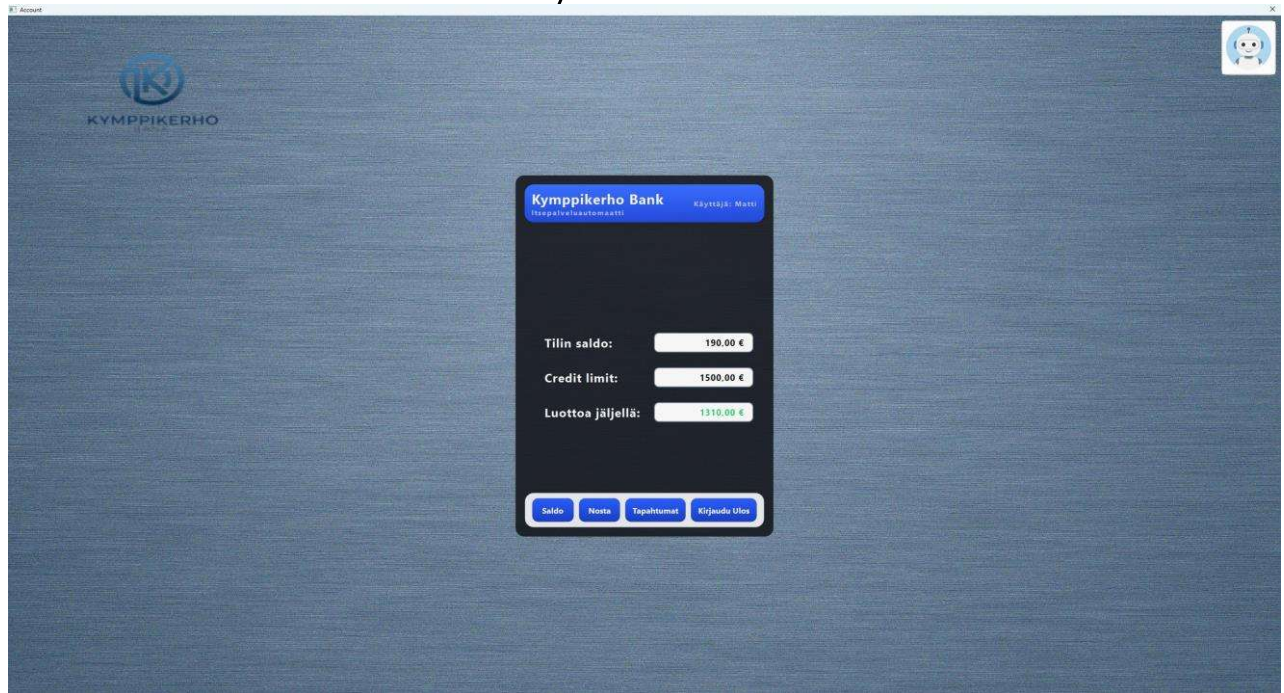 Account
KYMPPIKERHO
Kymppikerho Bank
Käyttäjä: Matti
Itsepalveluautomaatti
Tilin saldo: 190,00 €
Credit limit: 1500,00 €
Luottoa jäljellä: 1310,00 €
Saldo Nosta Tapahtumat Kirjaudu Ulos